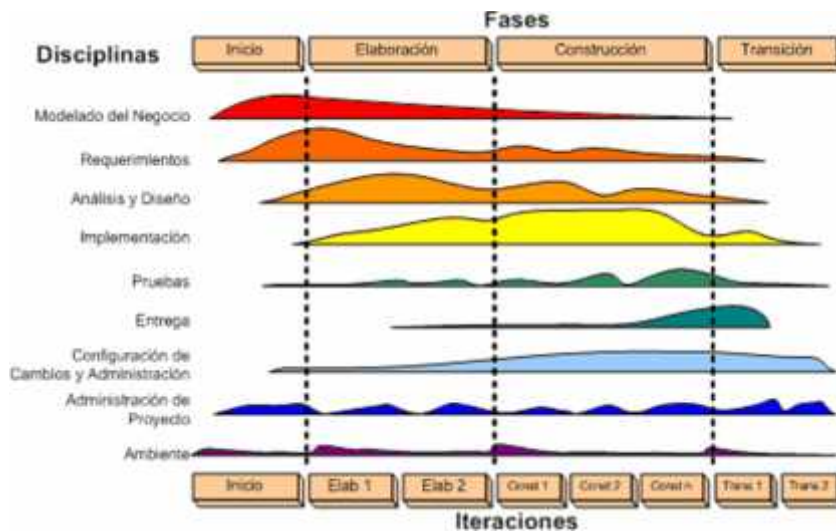 Fases
Disciplinas
Inicio
Elaboración
Construcción
Transición
Modelado del Negocio
Requerimientos
Análisis y Diseño
Implementación
Pruebas
Entrega
Configuración de
Cambios y Administración
Administración de
Proyecto
Ambiente
Inicio
Elab 1
Elab 2
Const 1
Const 2
Const n
Trans 1
Trans 2
Iteraciones